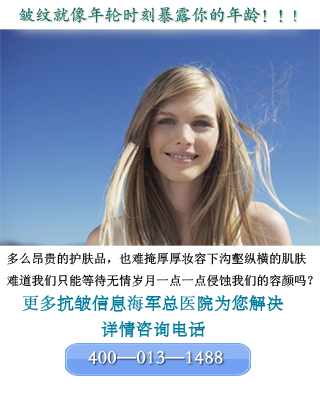 皱纹就像年轮时刻暴露你的年龄！！！
多么昂贵的护肤品，也难掩厚厚妆容下沟壑纵横的肌肤
难道我们只能等待无情岁月一点一点侵蚀我们的容颜吗？
更多抗皱信息海军总医院为您解决
详情咨询电话
400—013—1488